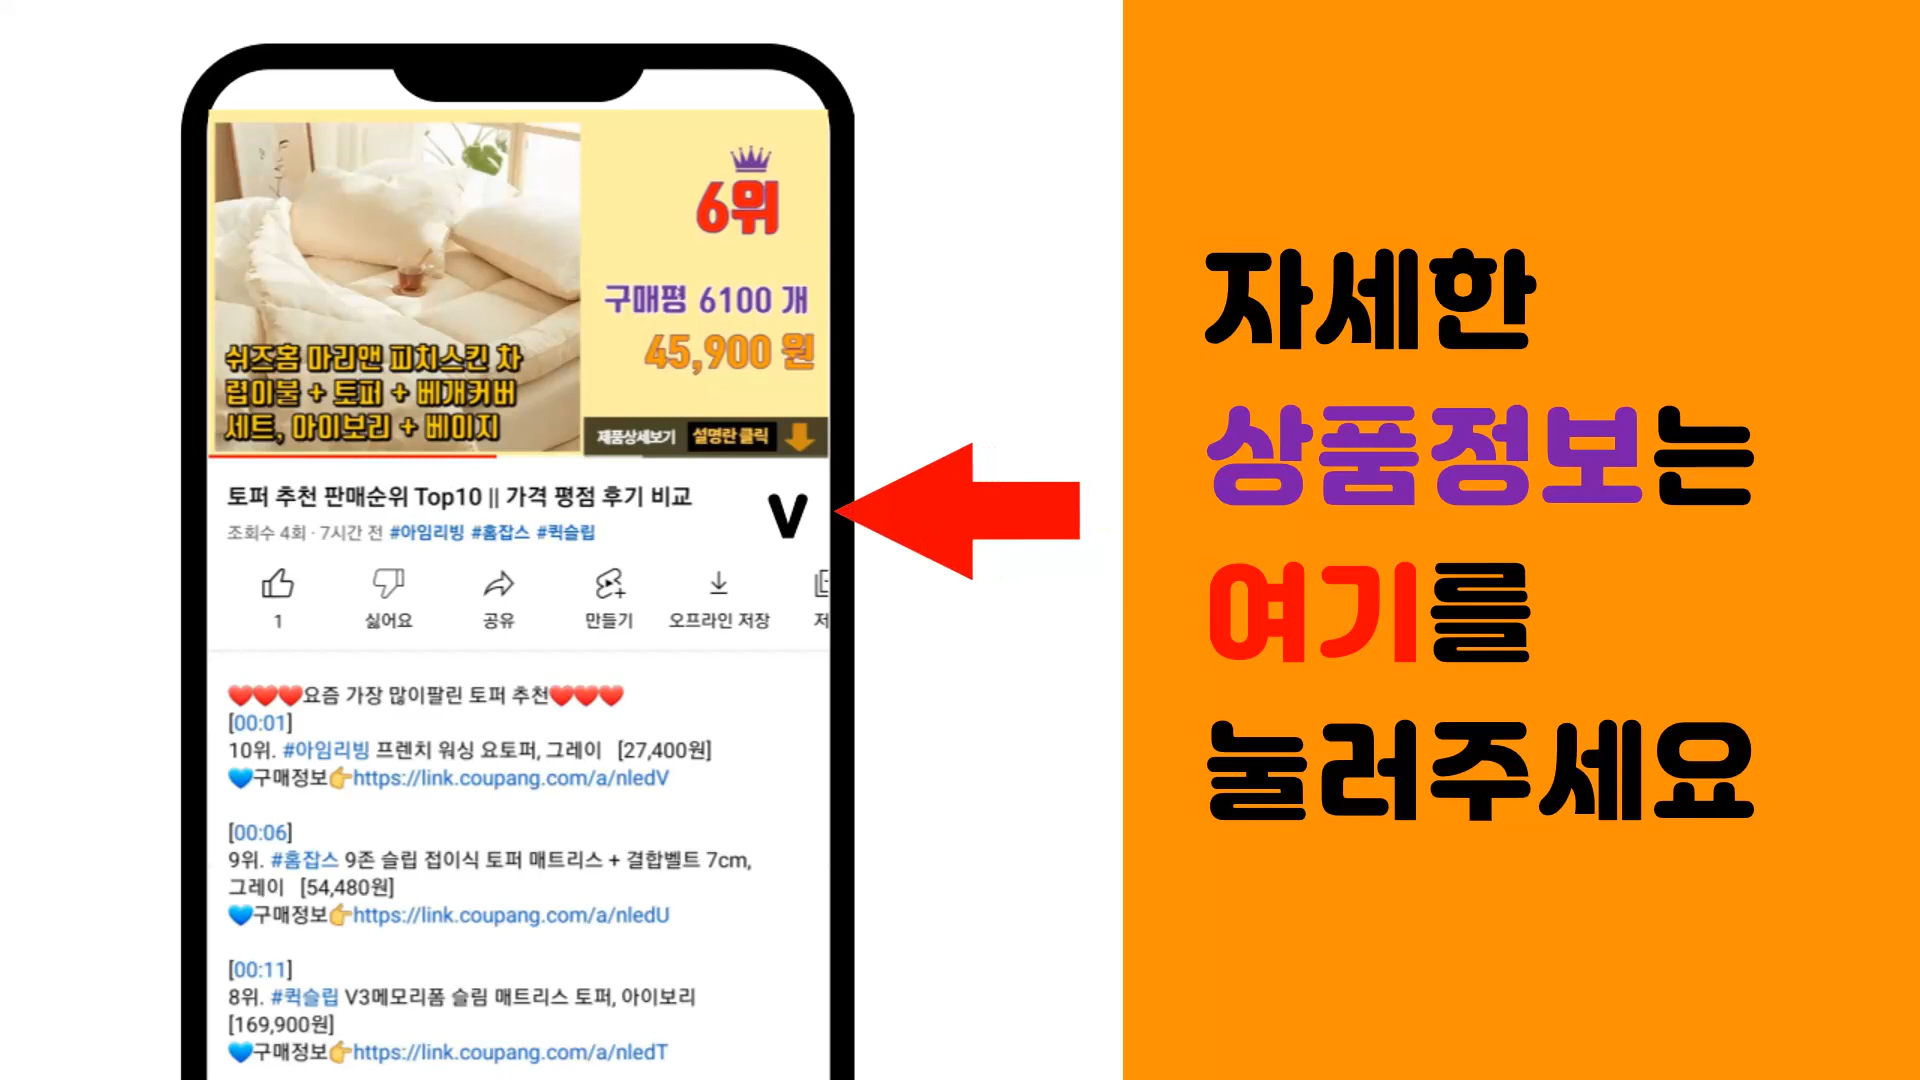 6위
구매평 6100 개
45,900 원
쉬즈홈 마리앤 피치스킨 차
렵이불 + 토퍼 + 베개커버
세트, 아이보리 + 베이지
제품상세보기 설명란 클릭
토퍼 추천 판매순위 Top10 || 가격 평점 후기 비교
V
조회수 4회 · 7시간 전 #아임리빙 #홈잡스 #퀵슬립
1 싫어요 공유 만들기 오프라인 저장 저
❤️❤️❤️요즘 가장 많이팔린 토퍼 추천❤️❤️❤️
[00:01]
10위. #아임리빙 프렌치 워싱 요토퍼, 그레이 [27,400원]
💙구매정보👉https://link.coupang.com/a/nledV
[00:06]
9위. #홈잡스 9존 슬립 접이식 토퍼 매트리스 + 결합벨트 7cm,
그레이 [54,480원]
💙구매정보👉https://link.coupang.com/a/nledU
[00:11]
8위. #퀵슬립 V3메모리폼 슬림 매트리스 토퍼, 아이보리
[169,900원]
💙구매정보👉https://link.coupang.com/a/nledT
자세한
상품정보는
여기를
눌러주세요